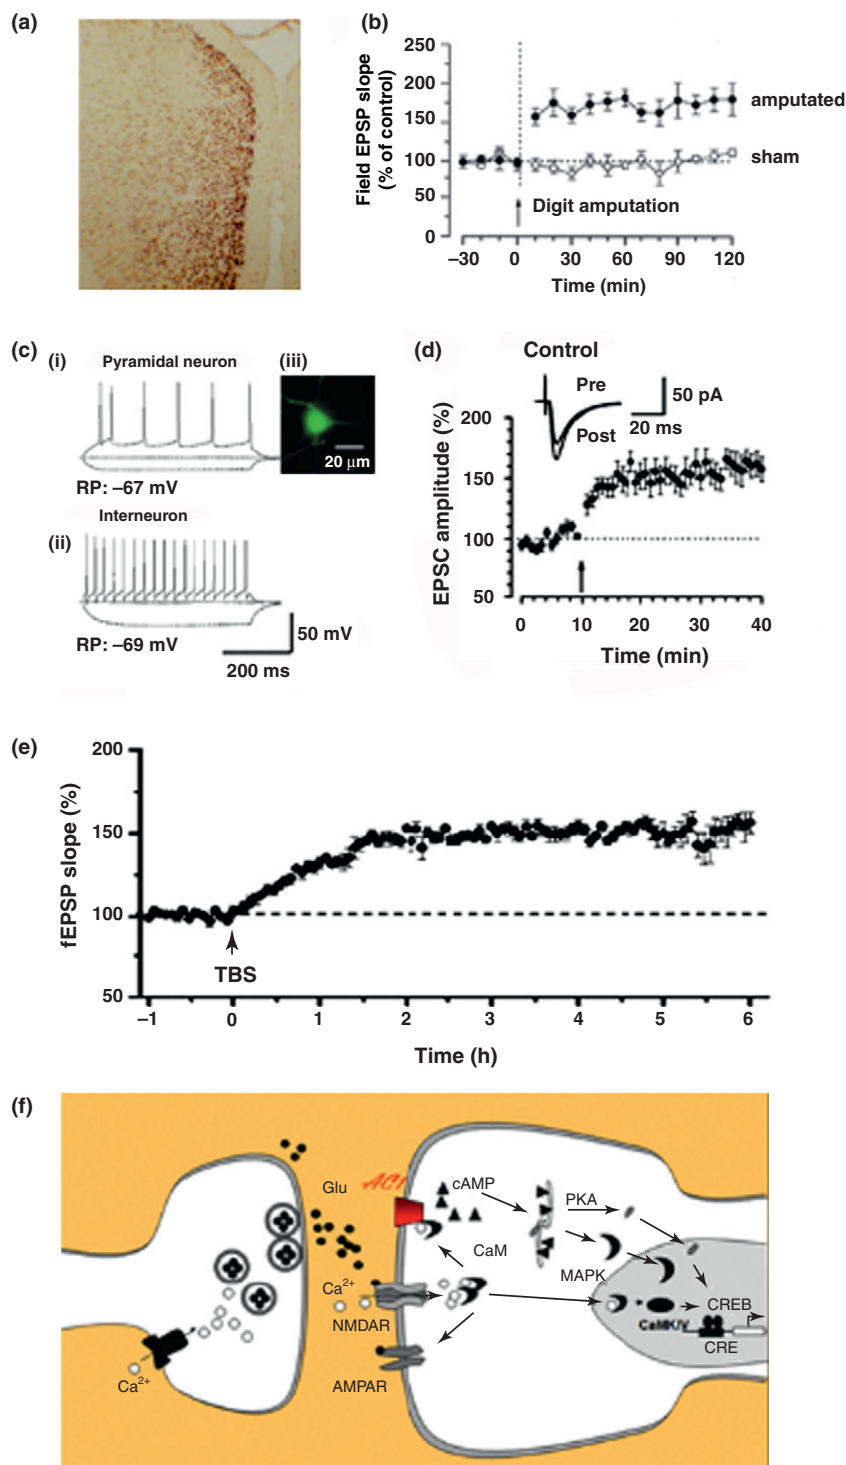 (a)
(b)
Field EPSP slope
(% of control)
250
200
150
100
50
0
amputated
sham
Digit amputation
–30
0
30
60
90
120
Time (min)
(c)
(i)
Pyramidal neuron
(iii)
20 μm
RP: –67 mV
Interneuron
(ii)
RP: –69 mV
50 mV
200 ms
(d)
Control
Pre
Post
50 pA
20 ms
EPSC amplitude (%)
200
150
100
50
0
10
20
30
40
Time (min)
(e)
fEPSP slope (%)
200
150
100
50
TBS
–1
0
1
2
3
4
5
6
Time (h)
(f)
Glu
AC1
cAMP
PKA
CaM
MAPK
Ca2+
NMDAR
CREB
CaMKIV
CRE
AMPAR
Ca2+